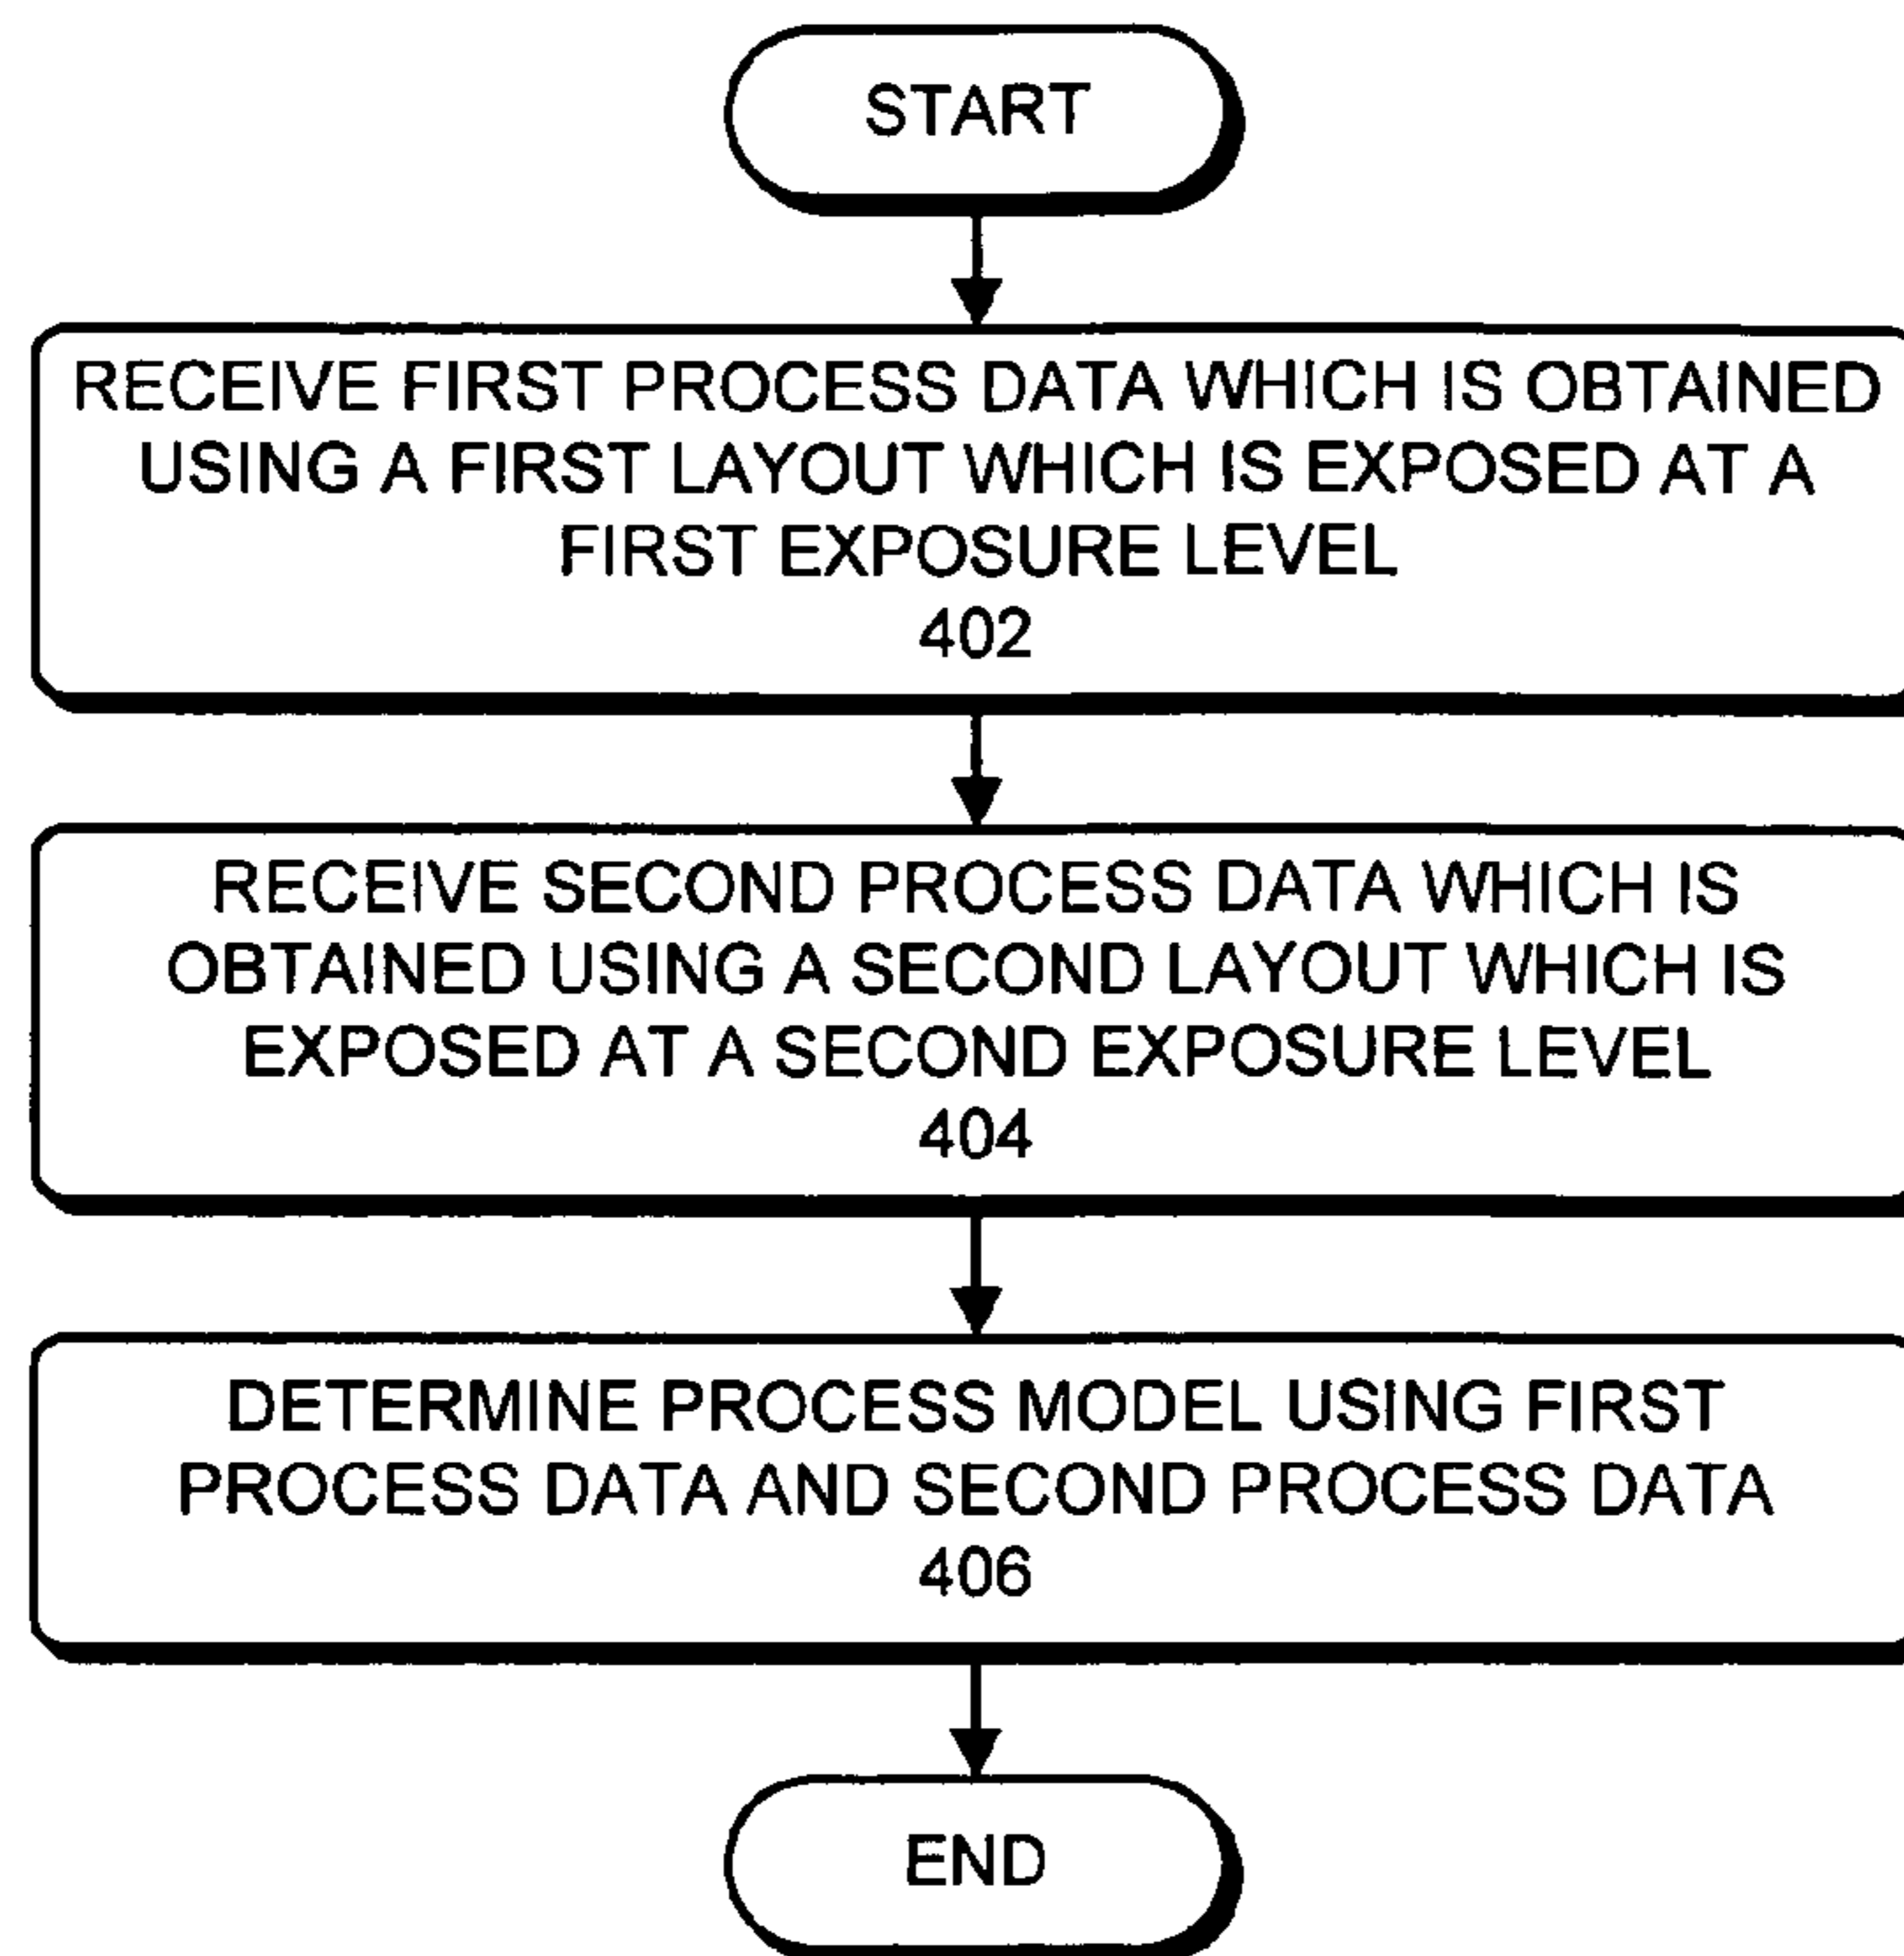 START
RECEIVE FIRST PROCESS DATA WHICH IS OBTAINED
USING A FIRST LAYOUT WHICH IS EXPOSED AT A
FIRST EXPOSURE LEVEL
402
RECEIVE SECOND PROCESS DATA WHICH IS
OBTAINED USING A SECOND LAYOUT WHICH IS
EXPOSED AT A SECOND EXPOSURE LEVEL
404
DETERMINE PROCESS MODEL USING FIRST
PROCESS DATA AND SECOND PROCESS DATA
406
END